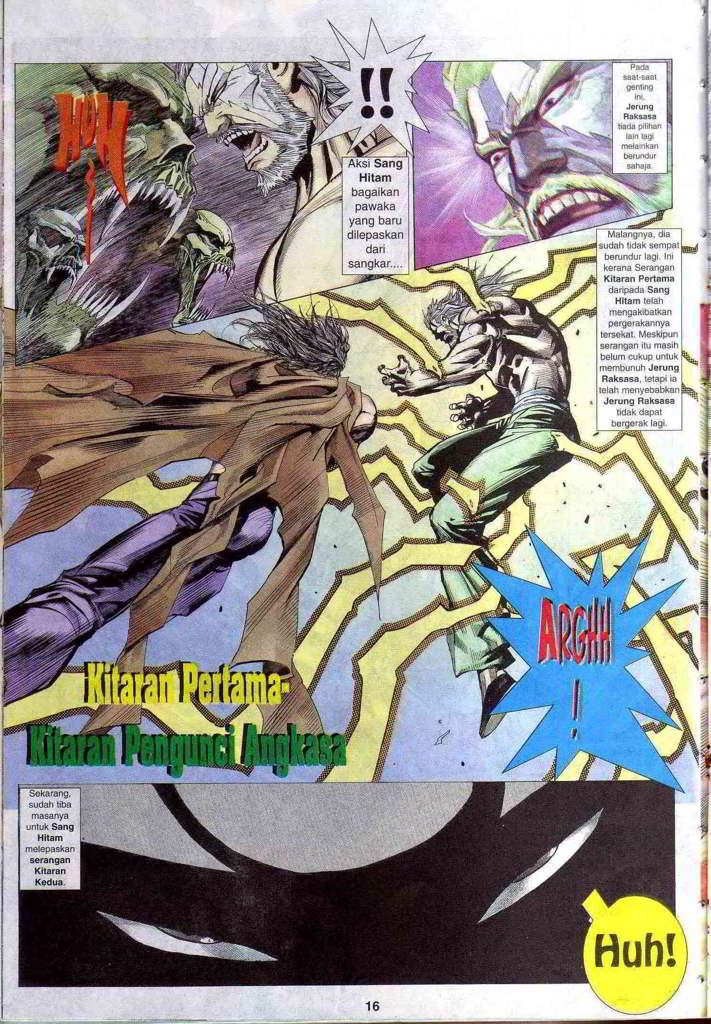 HUH
!!
Aksi Sang
Hitam
bagaikan
pawaka
yang baru
dilepaskan
dari
sangkar....
Pada
saat-saat
genting
ini,
Jerung
Raksasa
tiada pilihan
lain lagi
melainkan
berundur
sahaja.
Malangnya, dia
sudah tidak sempat
berundur lagi. Ini
kerana Serangan
Kitaran Pertama
daripada Sang
Hitam telah
mengakibatkan
pergerakannya
tersekat. Meskipun
serangan itu masih
belum cukup untuk
membunuh Jerung
Raksasa, tetapi ia
telah menyebabkan
Jerung Raksasa
tidak dapat
bergerak lagi.
ARGHH
!
Kitaran Pertama-
Kitaran Pengunci Angkasa
Sekarang,
sudah tiba
masanya
untuk Sang
Hitam
melepaskan
serangan
Kitaran
Kedua.
Huh!
16